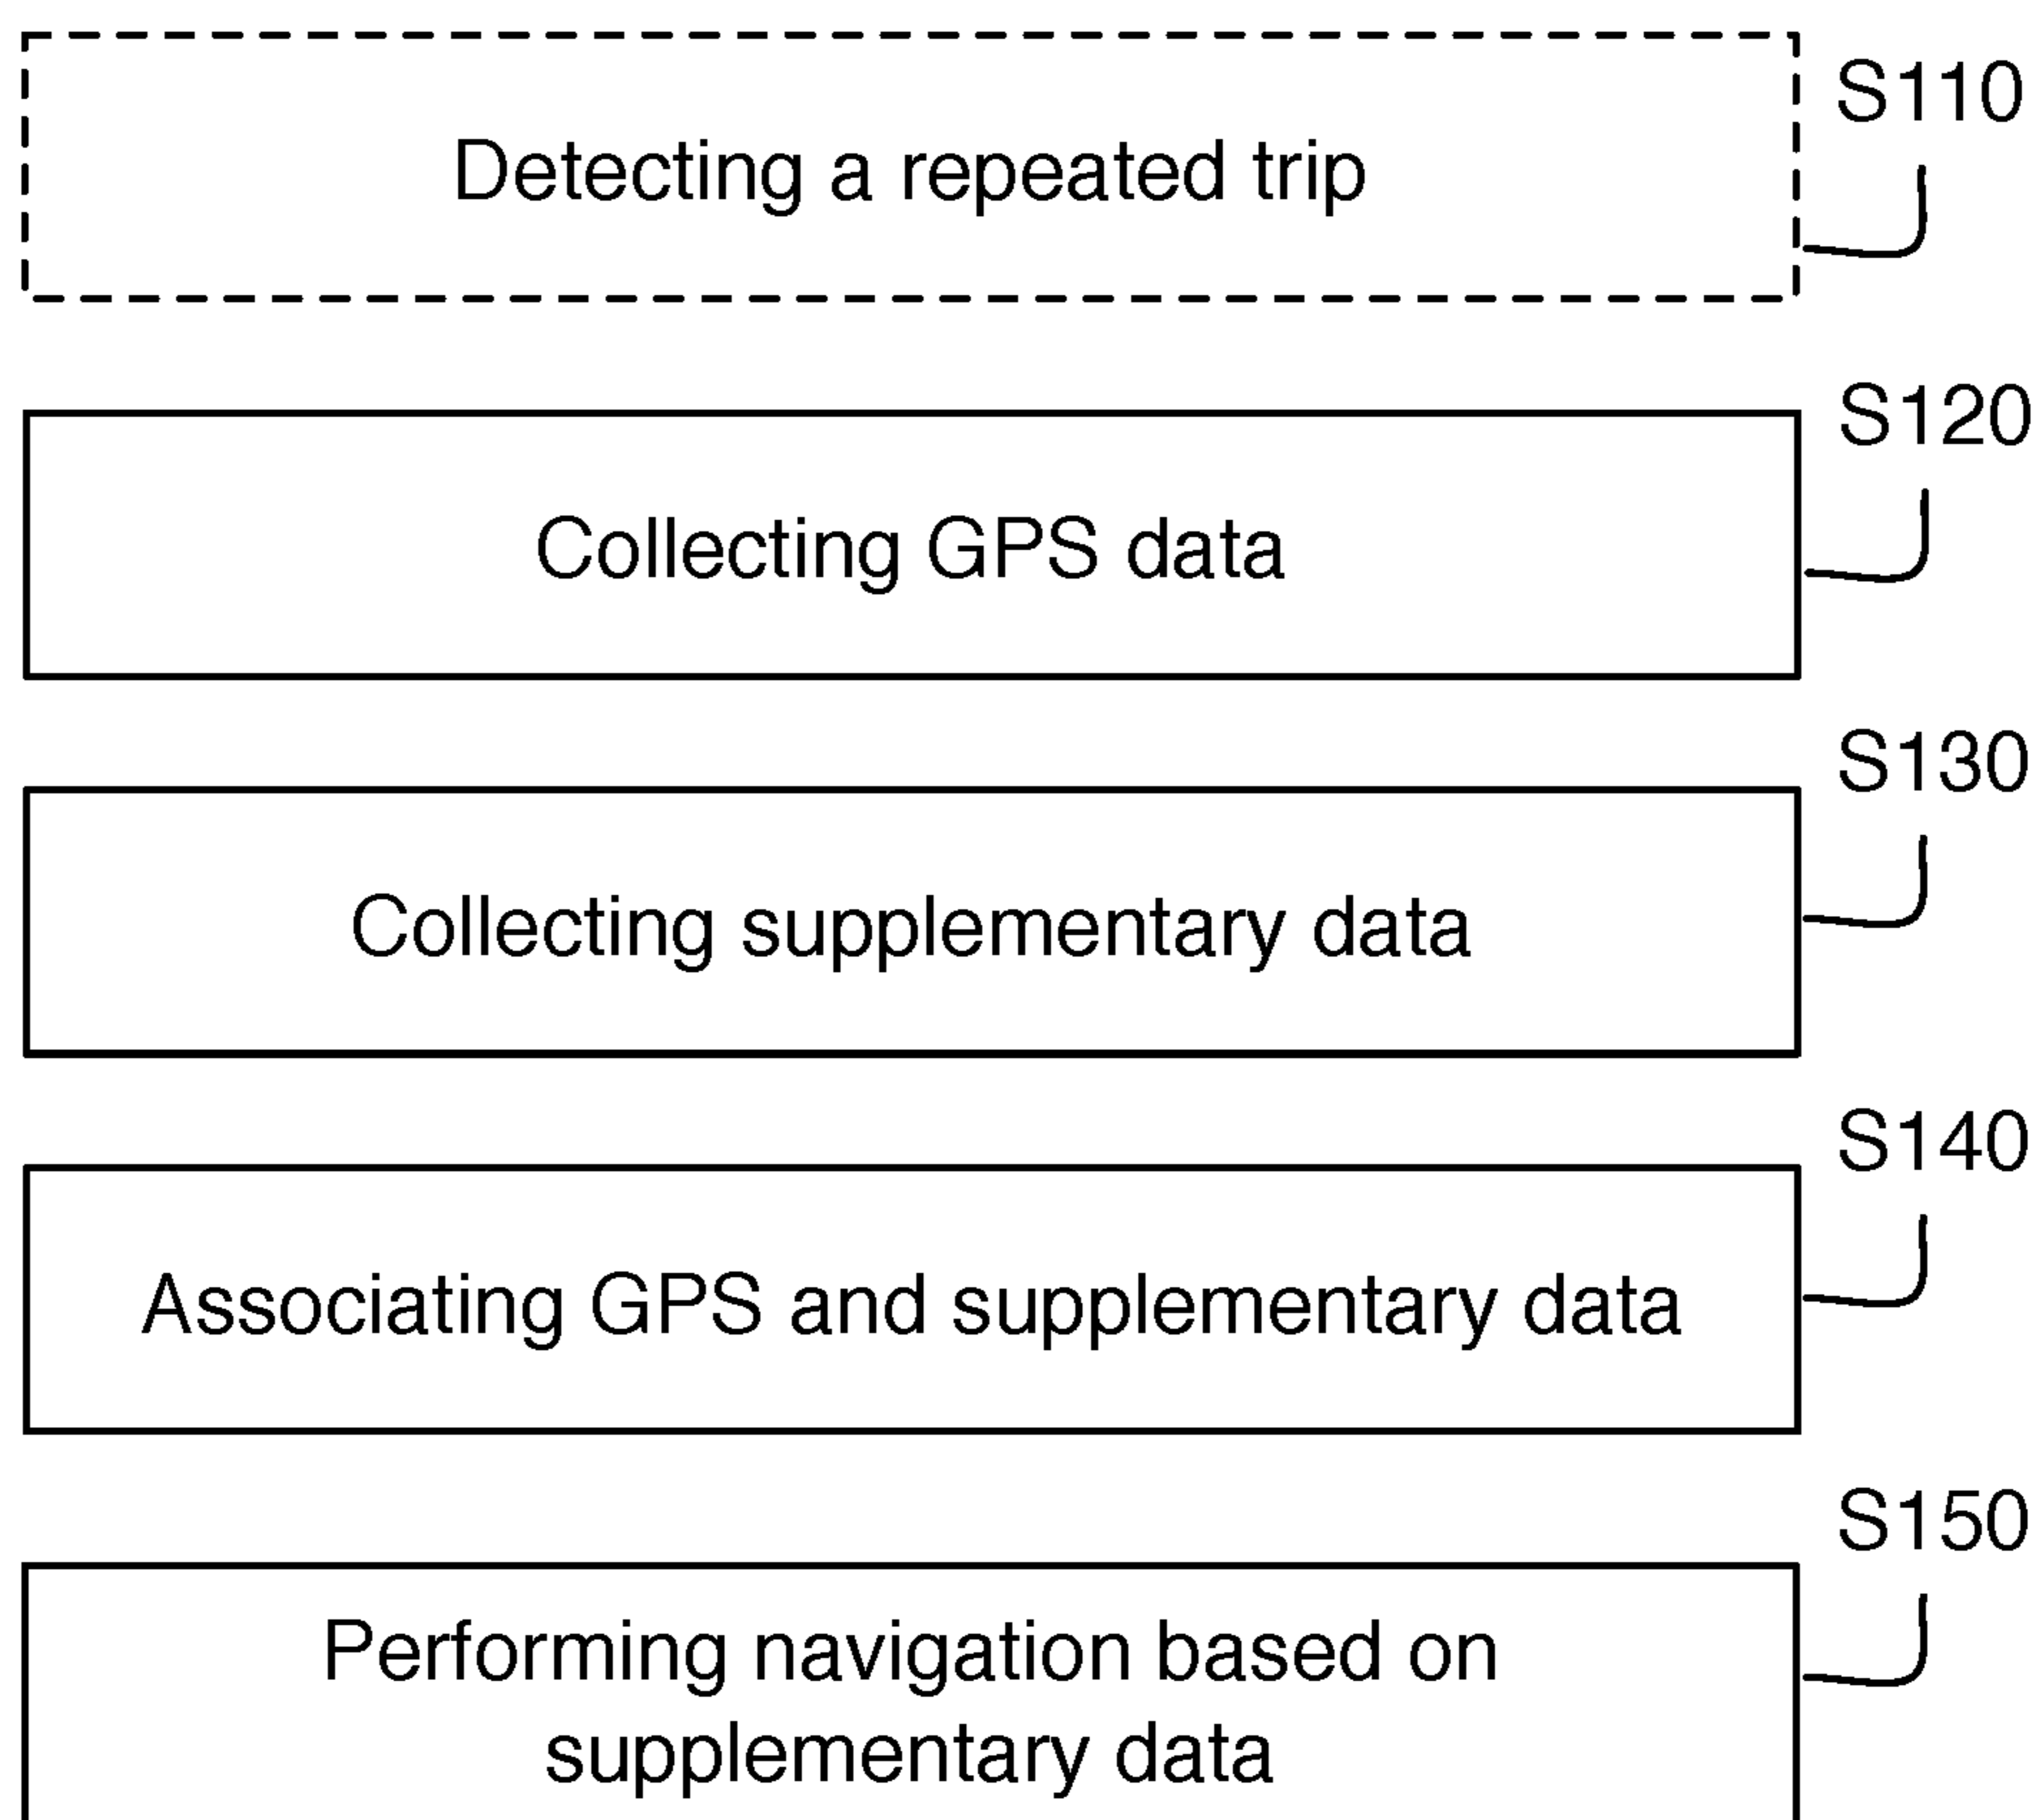 S110
Detecting a repeated trip
S120
Collecting GPS data
S130
Collecting supplementary data
S140
Associating GPS and supplementary data
S150
Performing navigation based on
supplementary data